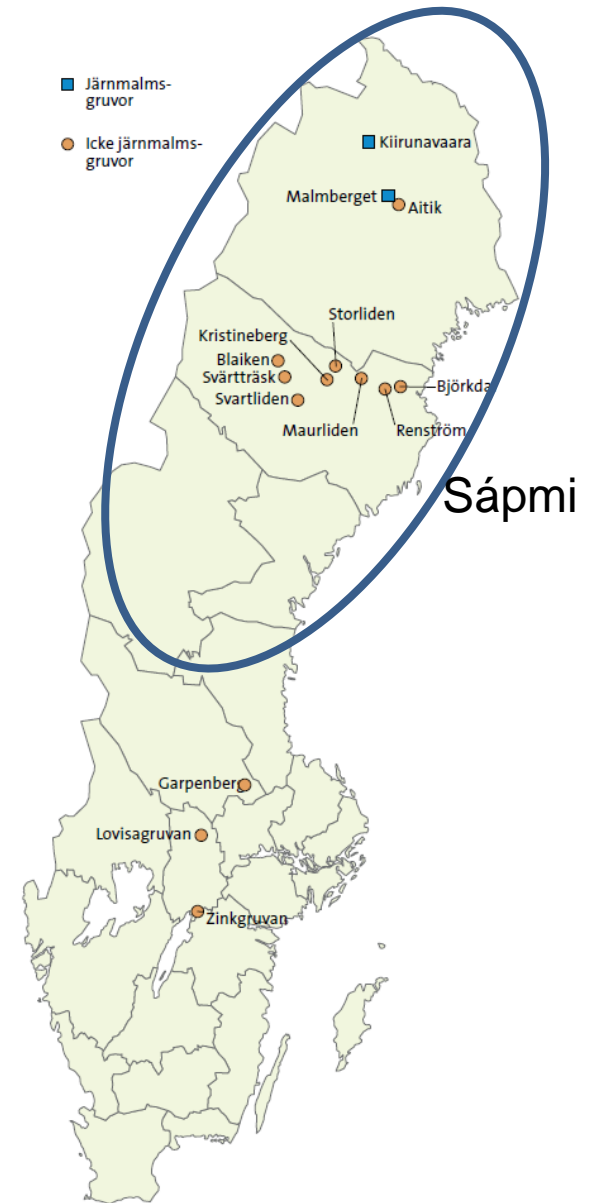 Järnmalms-
gruvor
Icke järnmalms-
gruvor
Kiirunavaara
Malmberget
Aitik
Storliden
Kristineberg
Blaiken
Svärtträsk
Svartliden
Björkda
Maurliden
Renström
Sápmi
Garpenberg
Lovisagruvan
Zinkgruvan